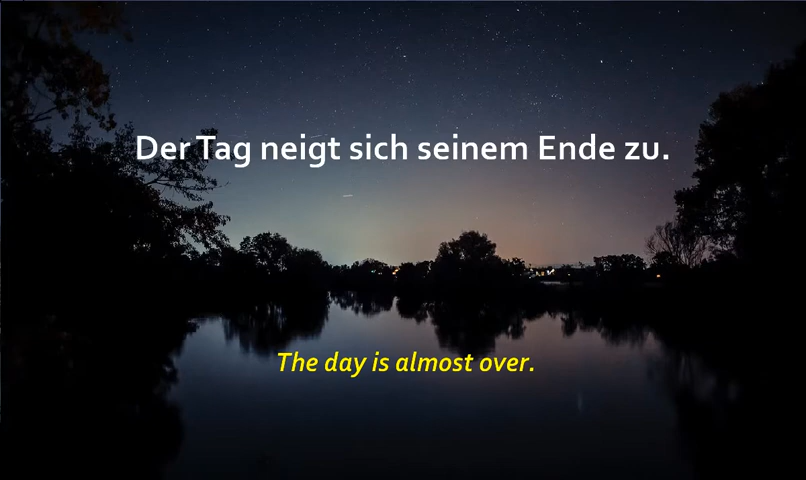 Der Tag neigt sich seinem Ende zu.
The day is almost over.